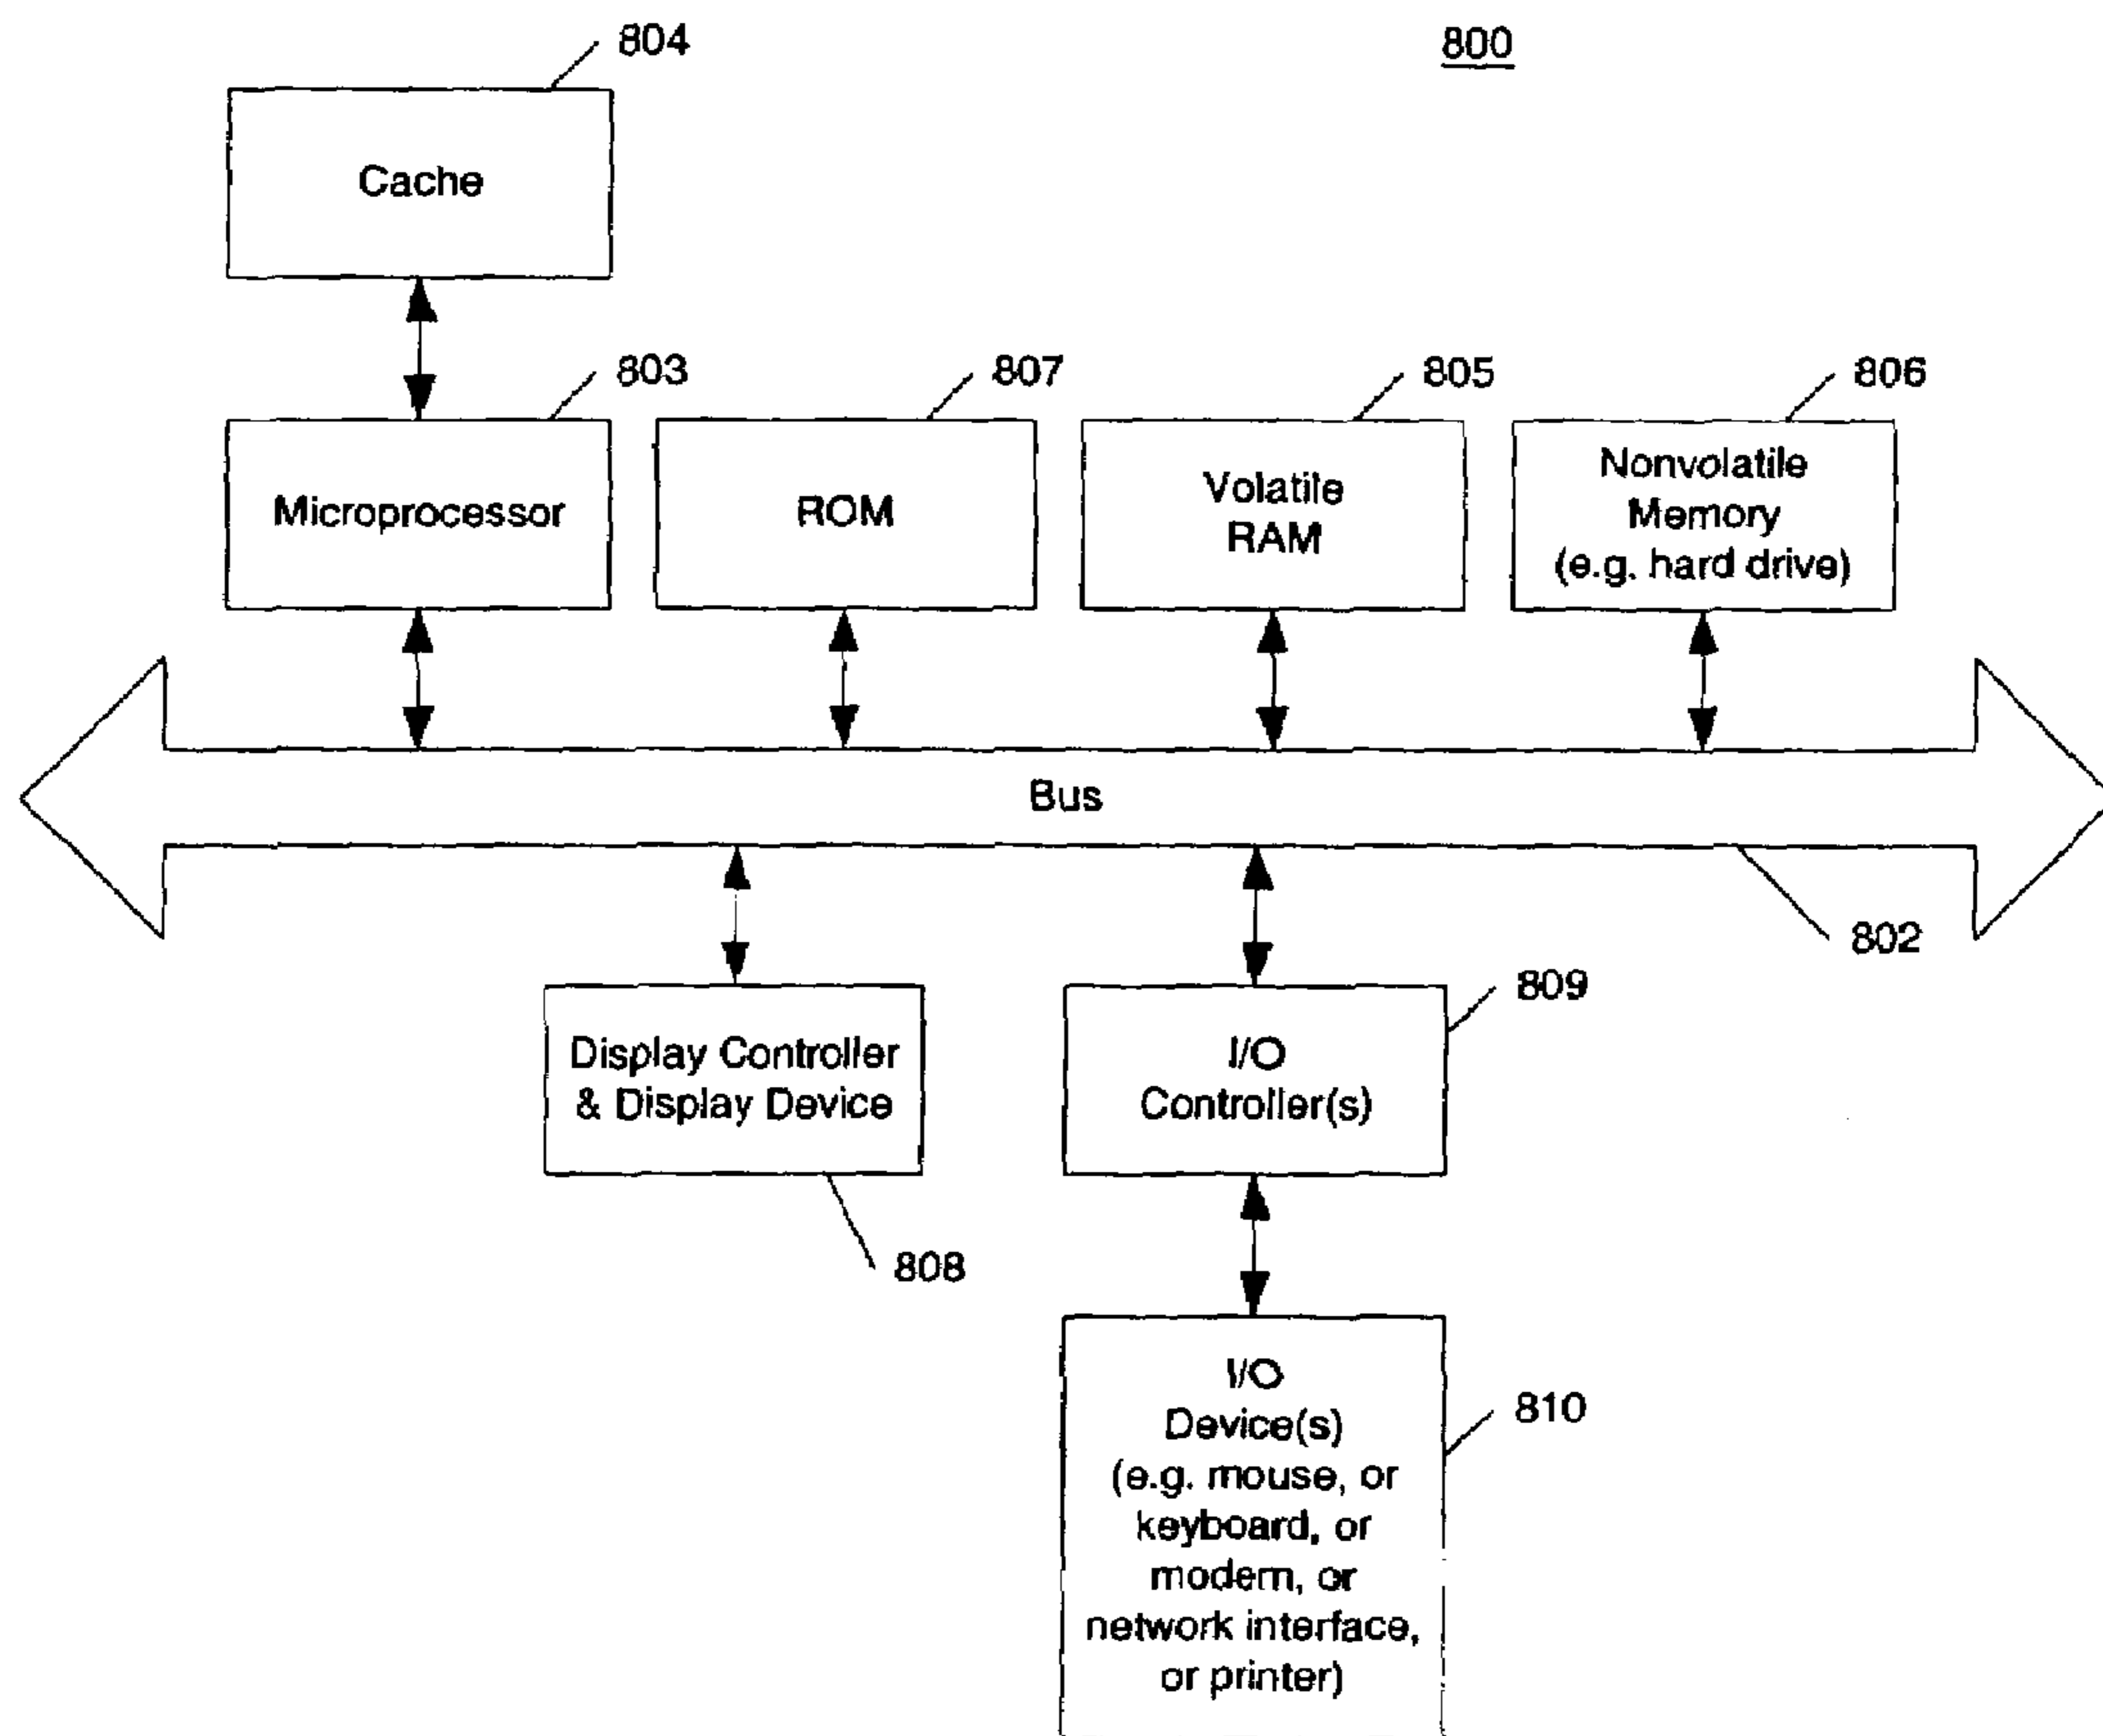 804
800
Cache
803
807
805
806
Microprocessor
ROM
Volatile
RAM
Nonvolatile
Memory
(e.g. hard drive)
Bus
802
809
Display Controller
& Display Device
I/O
Controller(s)
808
I/O
Device(s)
(e.g. mouse, or
keyboard, or
modem, or
network interface,
or printer)
810